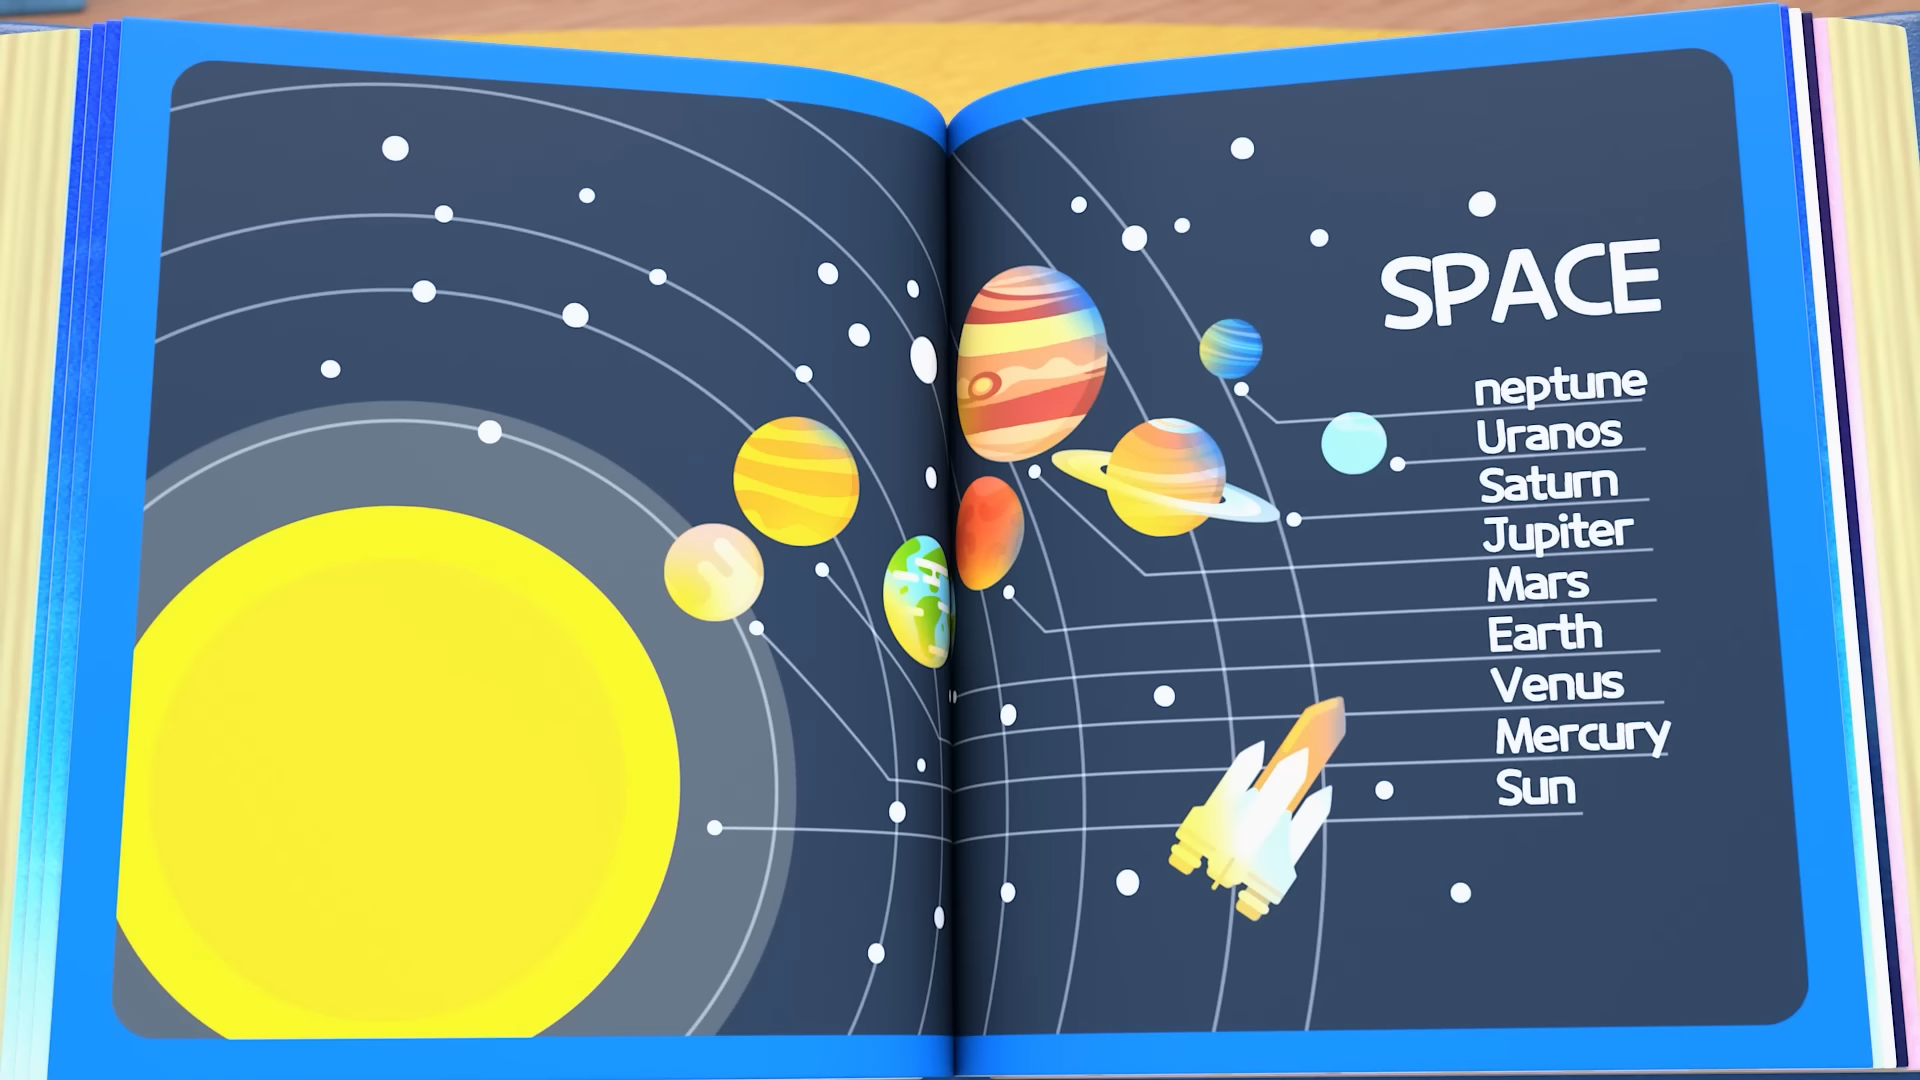 SPACE
neptune
Uranos
Saturn
Jupiter
Mars
Earth
Venus
Mercury
Sun